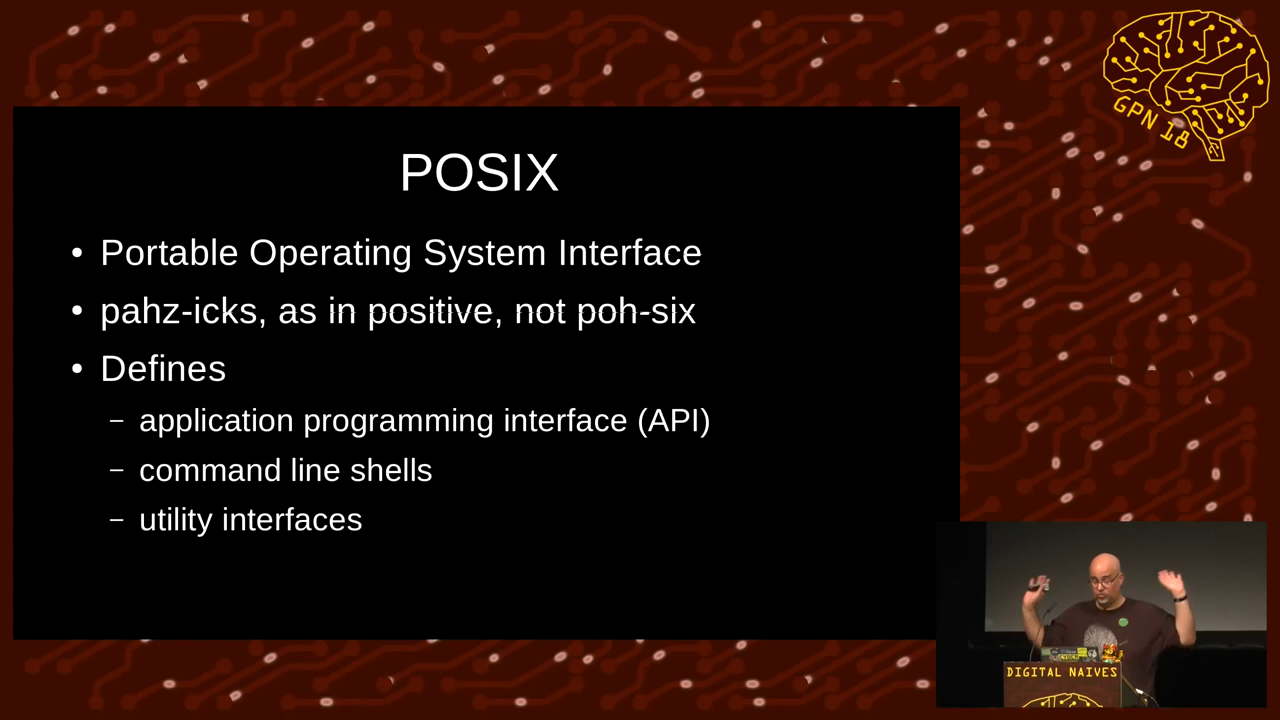 GPN 18
POSIX
• Portable Operating System Interface
• pahz-icks, as in positive, not poh-six
• Defines
– application programming interface (API)
– command line shells
– utility interfaces
DIGITAL NAIVES